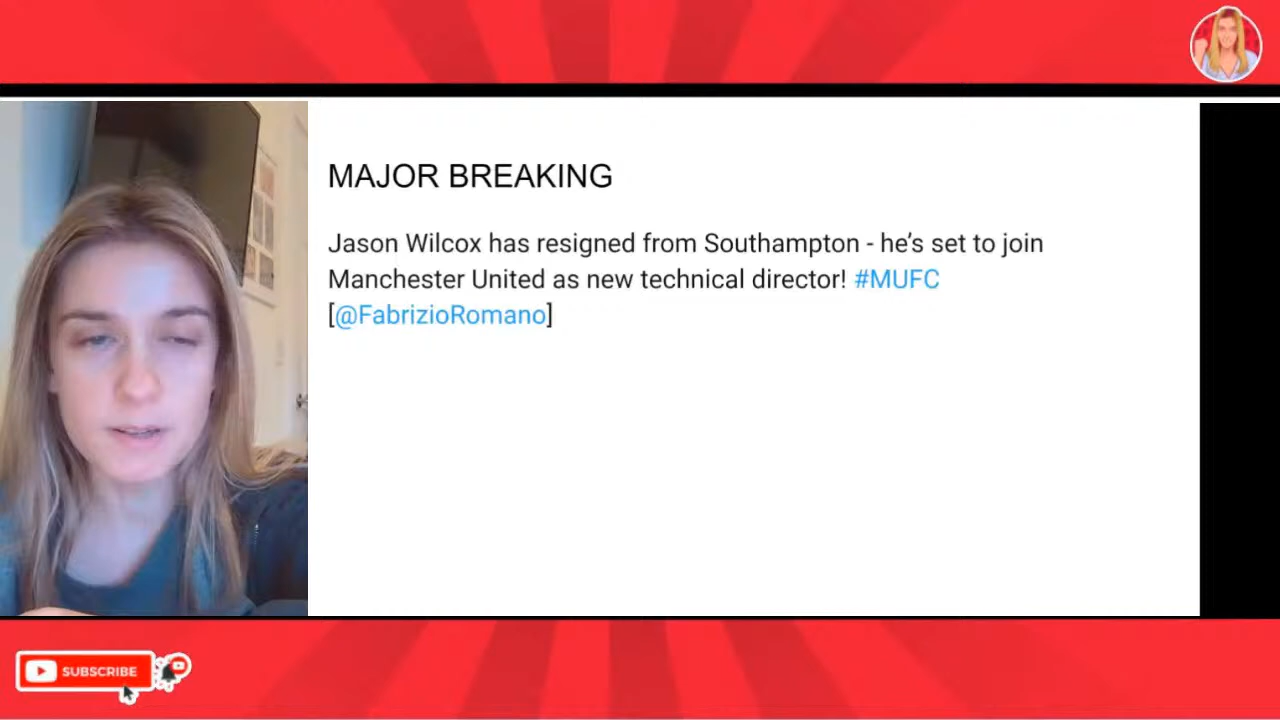 MAJOR BREAKING
Jason Wilcox has resigned from Southampton - he’s set to join
Manchester United as new technical director! #MUFC
[@FabrizioRomano]
SUBSCRIBE